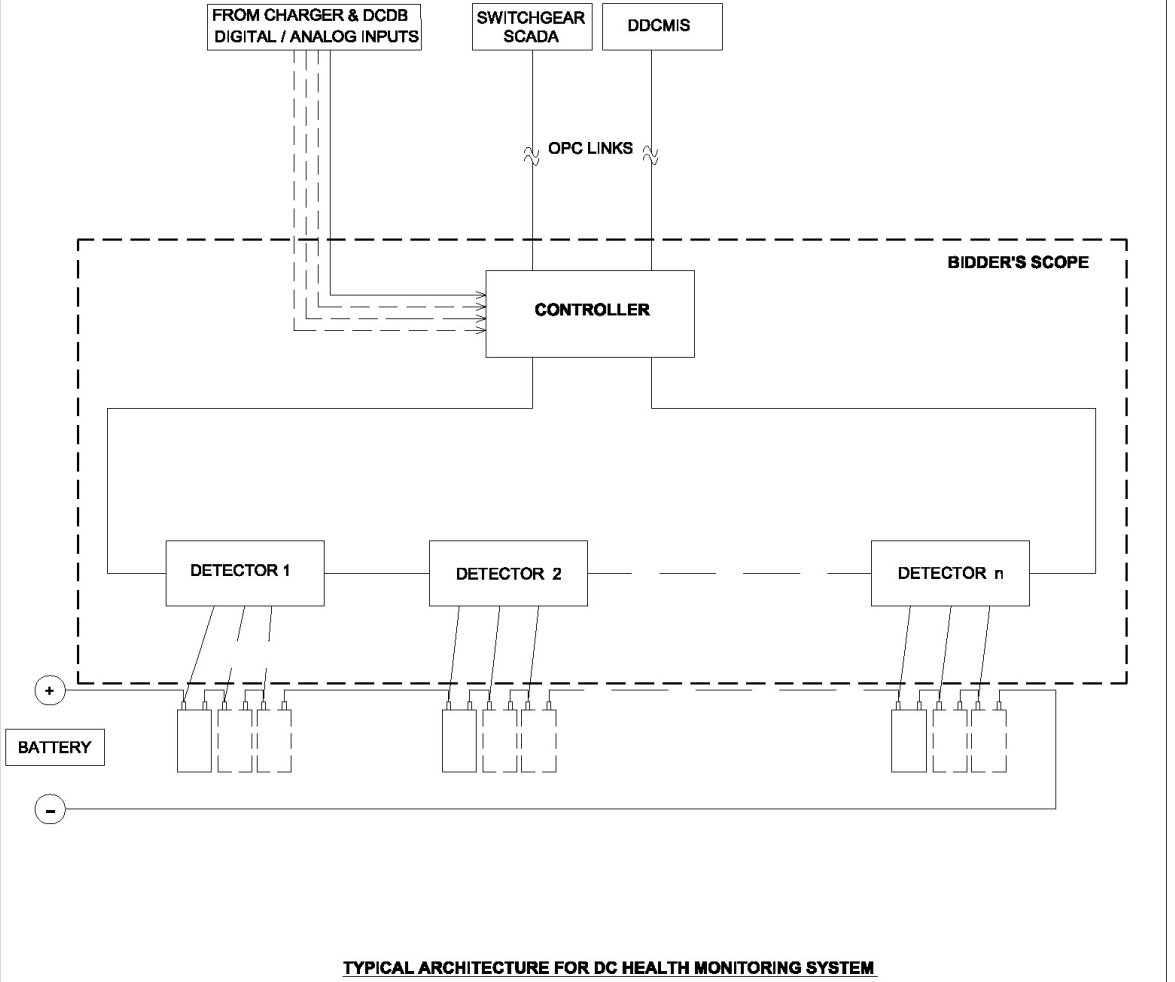 FROM CHARGER & DCDB
DIGITAL / ANALOG INPUTS
SWITCHGEAR
SCADA
DDCMIS
OPC LINKS
BIDDER'S SCOPE
CONTROLLER
DETECTOR 1
DETECTOR 2
DETECTOR n
+
BATTERY
-
TYPICAL ARCHITECTURE FOR DC HEALTH MONITORING SYSTEM